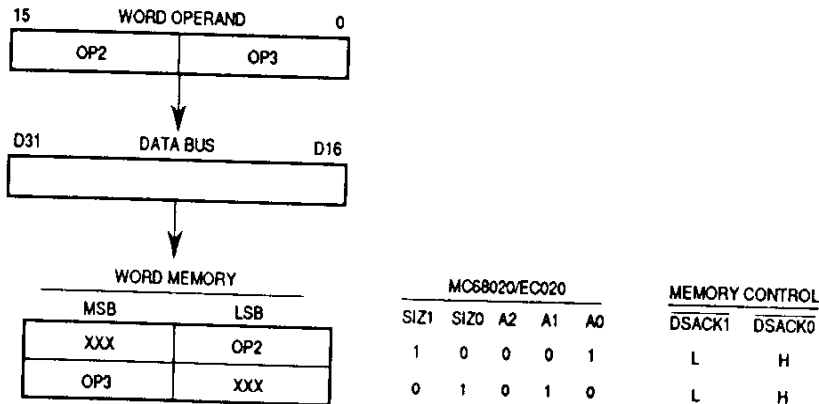 15 WORD OPERAND 0
OP2 OP3
D31 DATA BUS D16
WORD MEMORY
MSB LSB
XXX OP2
OP3 XXX
MC68020/EC020 MEMORY CONTROL
SIZ1 SIZ0 A2 A1 A0 DSACK1 DSACK0
1 0 0 0 1 L H
0 1 0 1 0 L H